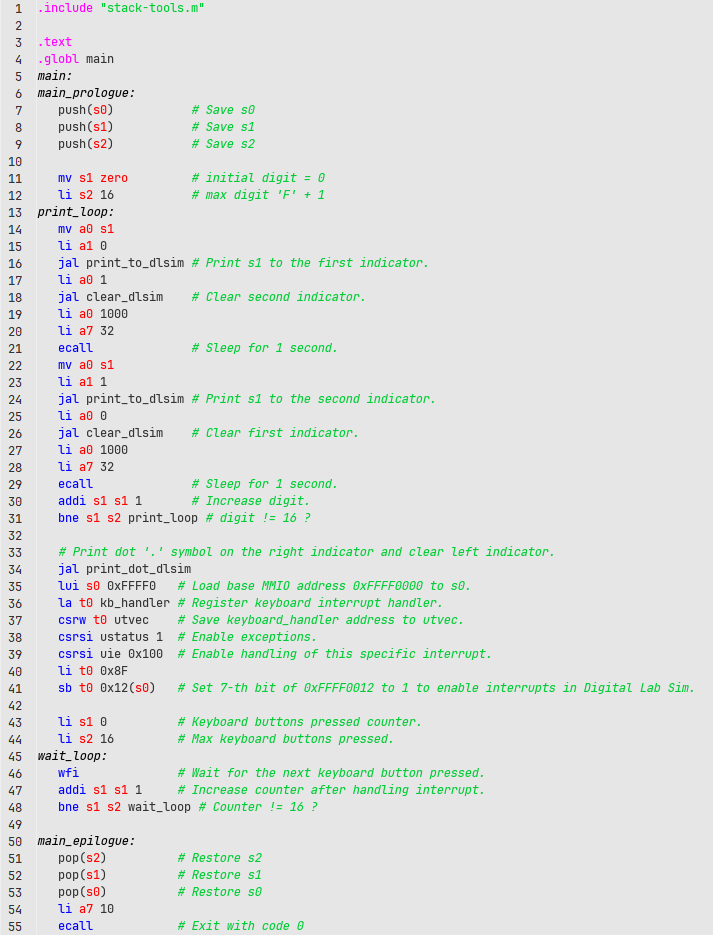 1 .include "stack-tools.m"
2
3 .text
4 .globl main
5 main:
6 main_prologue:
7 push(s0) # Save s0
8 push(s1) # Save s1
9 push(s2) # Save s2
10
11 mv s1 zero # initial digit = 0
12 li s2 16 # max digit 'F' + 1
13 print_loop:
14 mv a0 s1
15 li a1 0
16 jal print_to_dlsim # Print s1 to the first indicator.
17 li a0 1
18 jal clear_dlsim # Clear second indicator.
19 li a0 1000
20 li a7 32
21 ecall # Sleep for 1 second.
22 mv a0 s1
23 li a1 1
24 jal print_to_dlsim # Print s1 to the second indicator.
25 li a0 0
26 jal clear_dlsim # Clear first indicator.
27 li a0 1000
28 li a7 32
29 ecall # Sleep for 1 second.
30 addi s1 s1 1 # Increase digit.
31 bne s1 s2 print_loop # digit != 16 ?
32
33 # Print dot '.' symbol on the right indicator and clear left indicator.
34 jal print_dot_dlsim
35 lui s0 0xFFFF0 # Load base MMIO address 0xFFFF0000 to s0.
36 la t0 kb_handler # Register keyboard interrupt handler.
37 csrw t0 utvec # Save keyboard_handler address to utvec.
38 csrsi ustatus 1 # Enable exceptions.
39 csrsi uie 0x100 # Enable handling of this specific interrupt.
40 li t0 0x8F
41 sb t0 0x12(s0) # Set 7-th bit of 0xFFFF0012 to 1 to enable interrupts in Digital Lab Sim.
42
43 li s1 0 # Keyboard buttons pressed counter.
44 li s2 16 # Max keyboard buttons pressed.
45 wait_loop:
46 wfi # Wait for the next keyboard button pressed.
47 addi s1 s1 1 # Increase counter after handling interrupt.
48 bne s1 s2 wait_loop # Counter != 16 ?
49
50 main_epilogue:
51 pop(s2) # Restore s2
52 pop(s1) # Restore s1
53 pop(s0) # Restore s0
54 li a7 10
55 ecall # Exit with code 0